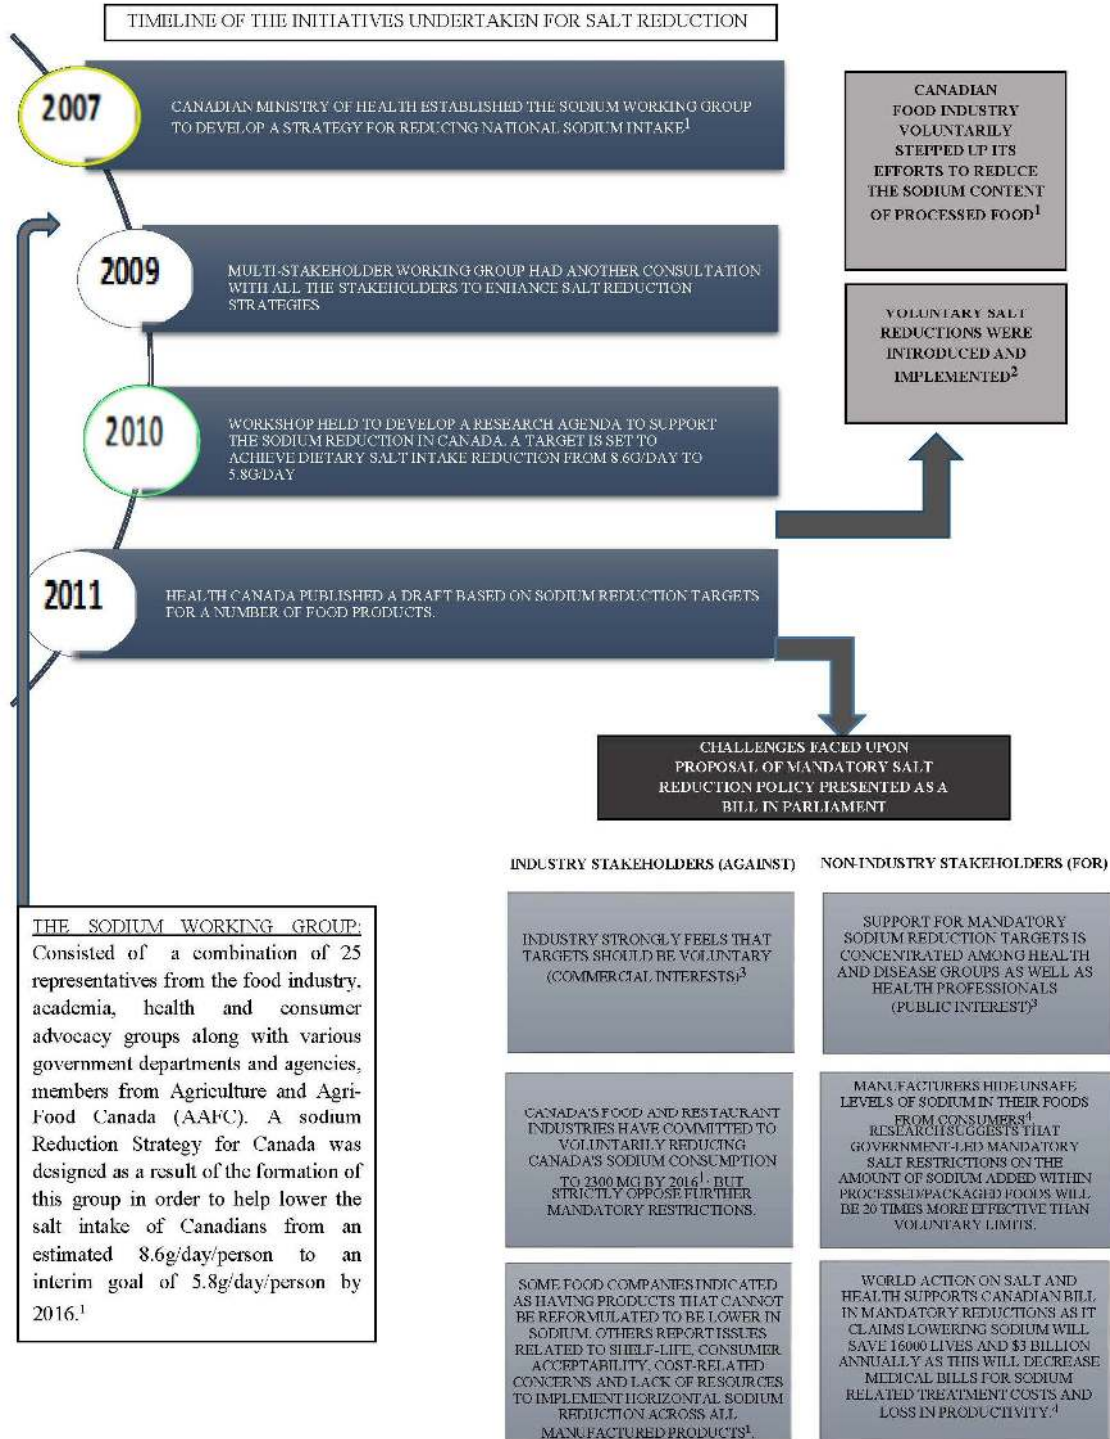 TIMELINE OF THE INITIATIVES UNDERTAKEN FOR SALT REDUCTION
2007
CANADIAN MINISTRY OF HEALTH ESTABLISHED THE SODIUM WORKING GROUP
TO DEVELOP A STRATEGY FOR REDUCING NATIONAL SODIUM INTAKE1
2009
MULTI-STAKEHOLDER WORKING GROUP HAD ANOTHER CONSULTATION
WITH ALL THE STAKEHOLDERS TO ENHANCE SALT REDUCTION
STRATEGIES
2010
WORKSHOP HELD TO DEVELOP A RESEARCH AGENDA TO SUPPORT
THE SODIUM REDUCTION IN CANADA. A TARGET IS SET TO
ACHIEVE DIETARY SALT INTAKE REDUCTION FROM 8.6G/DAY TO
5.8G/DAY
2011
HEALTH CANADA PUBLISHED A DRAFT BASED ON SODIUM REDUCTION TARGETS
FOR A NUMBER OF FOOD PRODUCTS.
CANADIAN
FOOD INDUSTRY
VOLUNTARILY
STEPPED UP ITS
EFFORTS TO REDUCE
THE SODIUM CONTENT
OF PROCESSED FOOD1
VOLUNTARY SALT
REDUCTIONS WERE
INTRODUCED AND
IMPLEMENTED2
CHALLENGES FACED UPON
PROPOSAL OF MANDATORY SALT
REDUCTION POLICY PRESENTED AS A
BILL IN PARLIAMENT
THE SODIUM WORKING GROUP:
Consisted of a combination of 25
representatives from the food industry,
academia, health and consumer
advocacy groups along with various
government departments and agencies,
members from Agriculture and Agri-
Food Canada (AAFC). A sodium
Reduction Strategy for Canada was
designed as a result of the formation of
this group in order to help lower the
salt intake of Canadians from an
estimated 8.6g/day/person to an
interim goal of 5.8g/day/person by
2016.1
INDUSTRY STAKEHOLDERS (AGAINST)
INDUSTRY STRONGLY FEELS THAT
TARGETS SHOULD BE VOLUNTARY
(COMMERCIAL INTERESTS)3
CANADA'S FOOD AND RESTAURANT
INDUSTRIES HAVE COMMITTED TO
VOLUNTARILY REDUCING
CANADA'S SODIUM CONSUMPTION
TO 2300 MG BY 20161. BUT
STRICTLY OPPOSE FURTHER
MANDATORY RESTRICTIONS.
SOME FOOD COMPANIES INDICATED
AS HAVING PRODUCTS THAT CANNOT
BE REFORMULATED TO BE LOWER IN
SODIUM. OTHERS REPORT ISSUES
RELATED TO SHELF-LIFE, CONSUMER
ACCEPTABILITY, COST-RELATED
CONCERNS AND LACK OF RESOURCES
TO IMPLEMENT HORIZONTAL SODIUM
REDUCTION ACROSS ALL
MANUFACTURED PRODUCTS1.
NON-INDUSTRY STAKEHOLDERS (FOR)
SUPPORT FOR MANDATORY
SODIUM REDUCTION TARGETS IS
CONCENTRATED AMONG HEALTH
AND DISEASE GROUPS AS WELL AS
HEALTH PROFESSIONALS
(PUBLIC INTEREST)3
MANUFACTURERS HIDE UNSAFE
LEVELS OF SODIUM IN THEIR FOODS
FROM CONSUMERS4
RESEARCH SUGGESTS THAT
GOVERNMENT-LED MANDATORY
SALT RESTRICTIONS ON THE
AMOUNT OF SODIUM ADDED WITHIN
PROCESSED/PACKAGED FOODS WILL
BE 20 TIMES MORE EFFECTIVE THAN
VOLUNTARY LIMITS.
WORLD ACTION ON SALT AND
HEALTH SUPPORTS CANADIAN BILL
IN MANDATORY REDUCTIONS AS IT
CLAIMS LOWERING SODIUM WILL
SAVE 16000 LIVES AND $3 BILLION
ANNUALLY AS THIS WILL DECREASE
MEDICAL BILLS FOR SODIUM
RELATED TREATMENT COSTS AND
LOSS IN PRODUCTIVITY.4